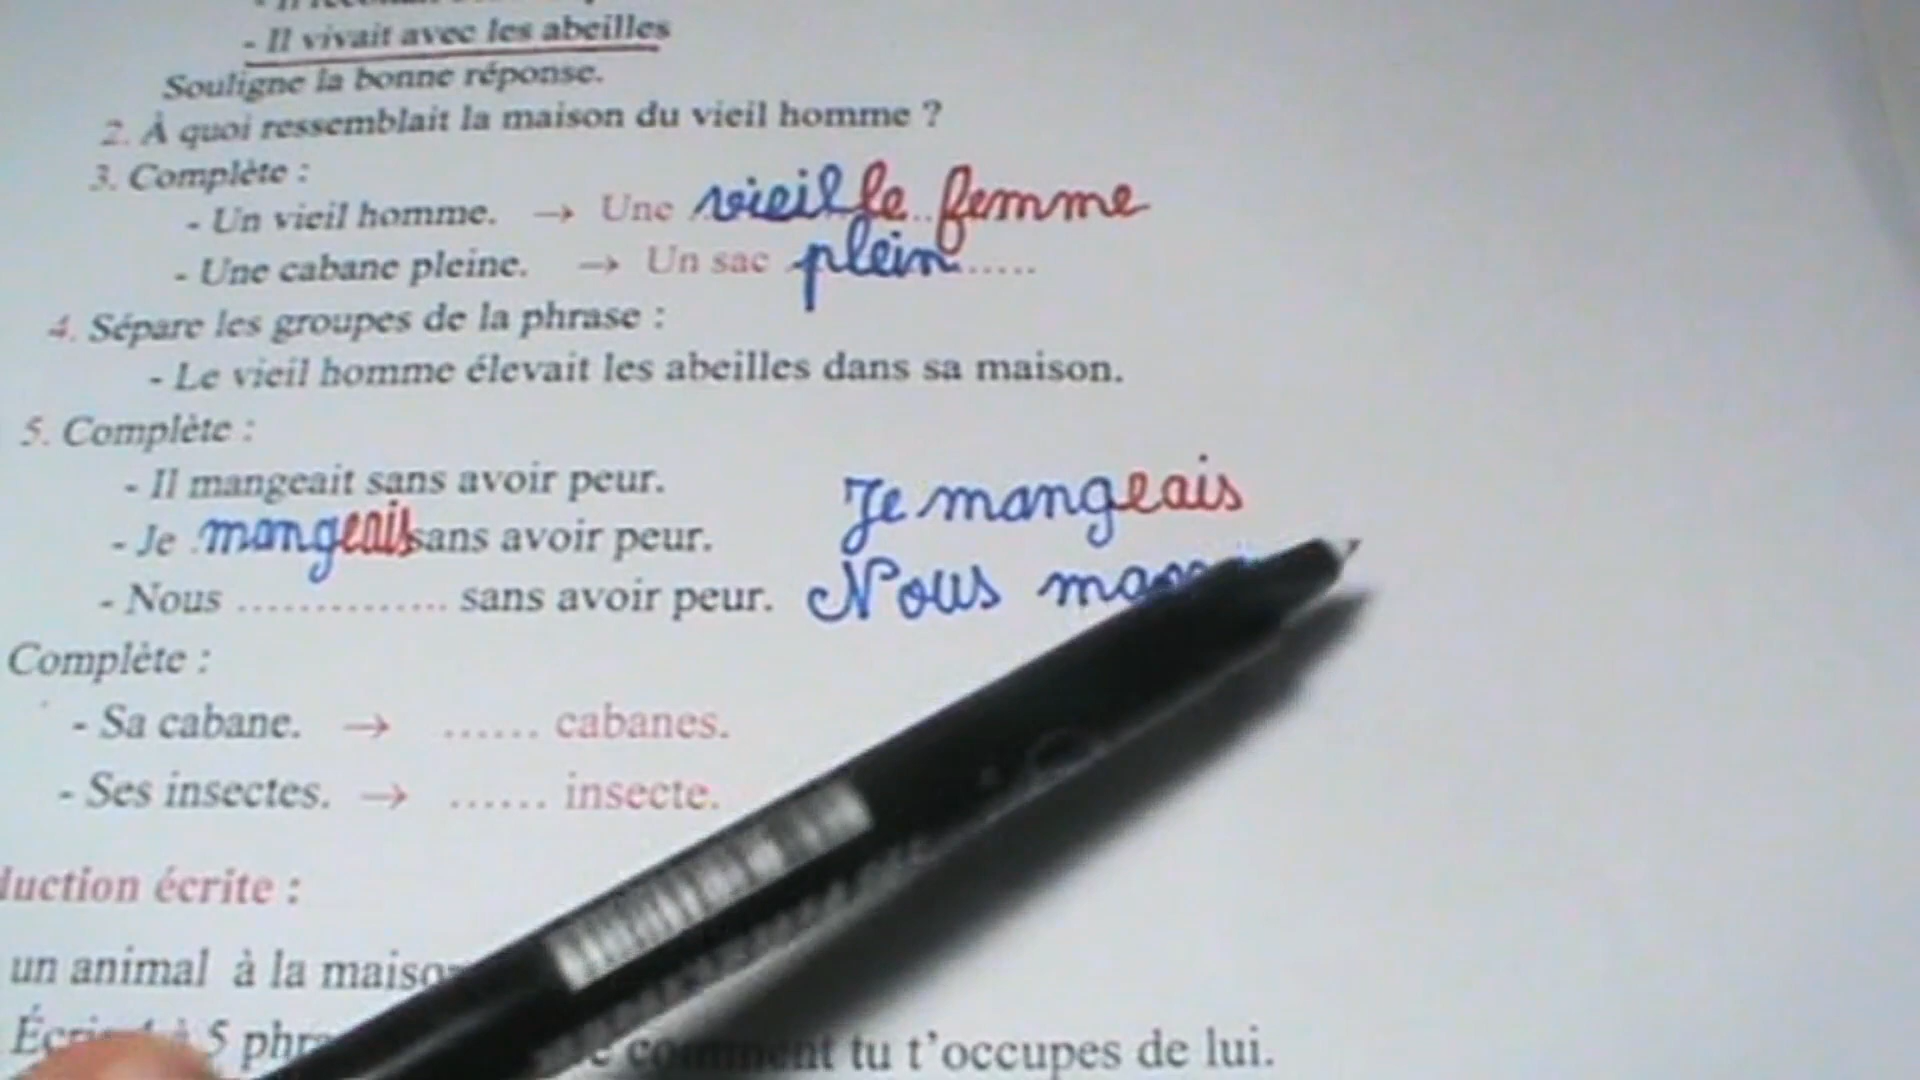 - Il vivait avec les abeilles
Souligne la bonne réponse.
2. À quoi ressemblait la maison du vieil homme ?
3. Complète :
- Un vieil homme. → Une vieille femme
- Une cabane pleine. → Un sac plein......
4. Sépare les groupes de la phrase :
- Le vieil homme élevait les abeilles dans sa maison.
5. Complète :
- Il mangeait sans avoir peur.
Je mangeais
- Je mangeais sans avoir peur.
- Nous .............. sans avoir peur.
Nous
Complète :
- Sa cabane. → ...... cabanes.
- Ses insectes. → ...... insecte.
écrite :
un animal à la
5
tu t'occupes de lui.